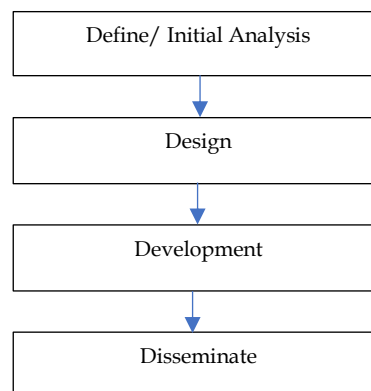 Define/ Initial Analysis
Design
Development
Disseminate